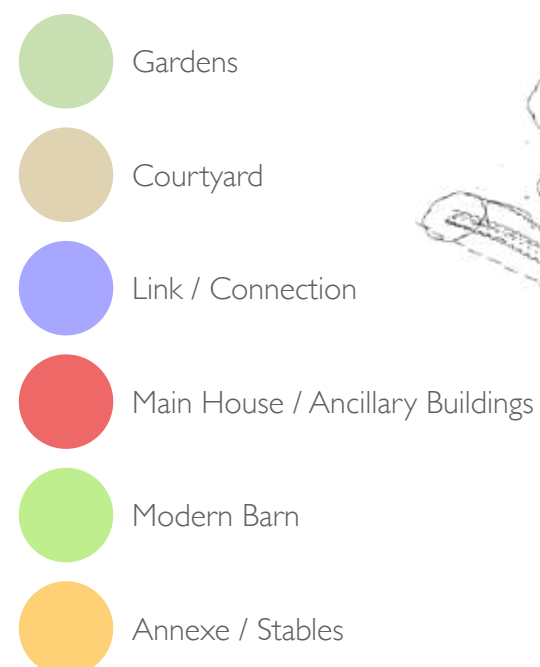 Gardens
Courtyard
Link / Connection
Main House / Ancillary Buildings
Modern Barn
Annexe / Stables